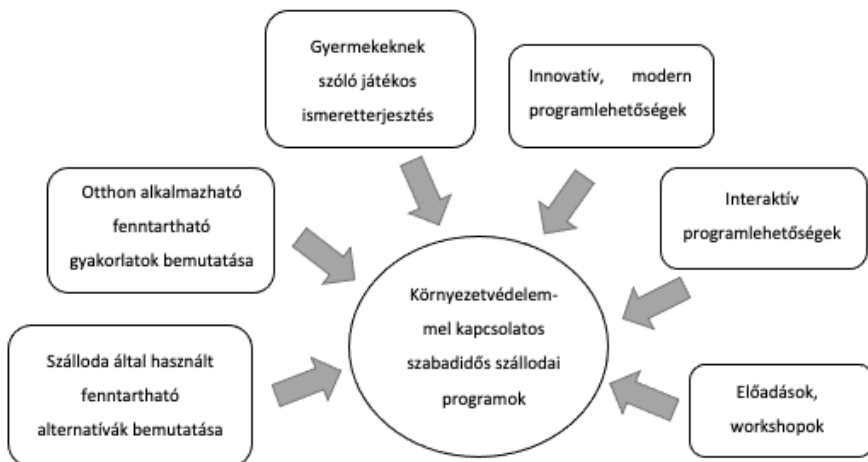 Gyermekeknek
szóló játékos
ismeretterjesztés
Innovatív, modern
programlehetőségek
Otthon alkalmazható
fenntartható
gyakorlatok bemutatása
Interaktív
programlehetőségek
Környezetvédelem-
mel kapcsolatos
szabadidős szállodai
programok
Szálloda által használt
fenntartható
alternatívák bemutatása
Előadások,
workshopok